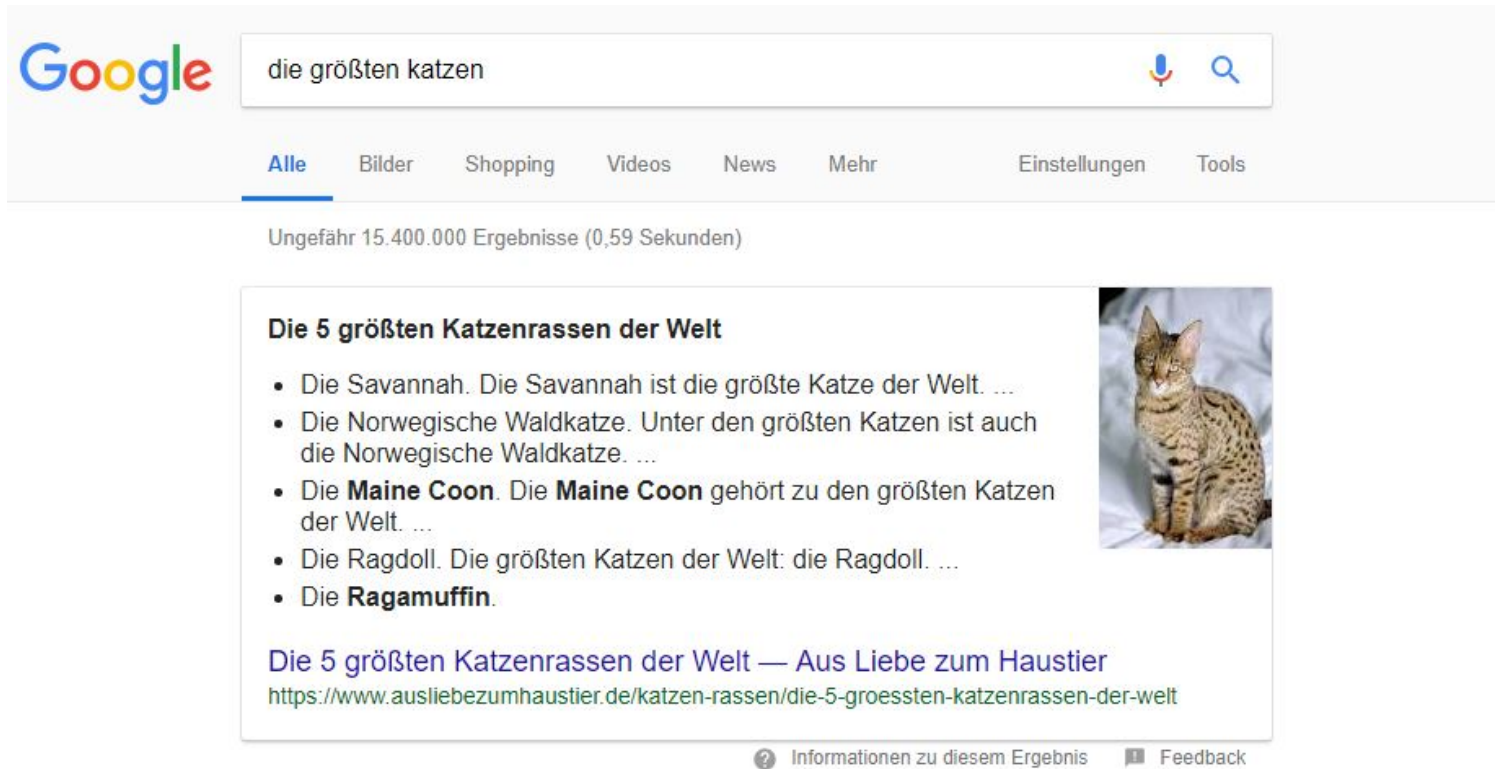 Google
die größten katzen
Alle Bilder Shopping Videos News Mehr Einstellungen Tools
Ungefähr 15.400.000 Ergebnisse (0,59 Sekunden)
Die 5 größten Katzenrassen der Welt
• Die Savannah. Die Savannah ist die größte Katze der Welt. ...
• Die Norwegische Waldkatze. Unter den größten Katzen ist auch
die Norwegische Waldkatze. ...
• Die Maine Coon. Die Maine Coon gehört zu den größten Katzen
der Welt. ...
• Die Ragdoll. Die größten Katzen der Welt: die Ragdoll. ...
• Die Ragamuffin.
Die 5 größten Katzenrassen der Welt — Aus Liebe zum Haustier
https://www.ausliebezumhaustier.de/katzen-rassen/die-5-groessten-katzenrassen-der-welt
Informationen zu diesem Ergebnis Feedback